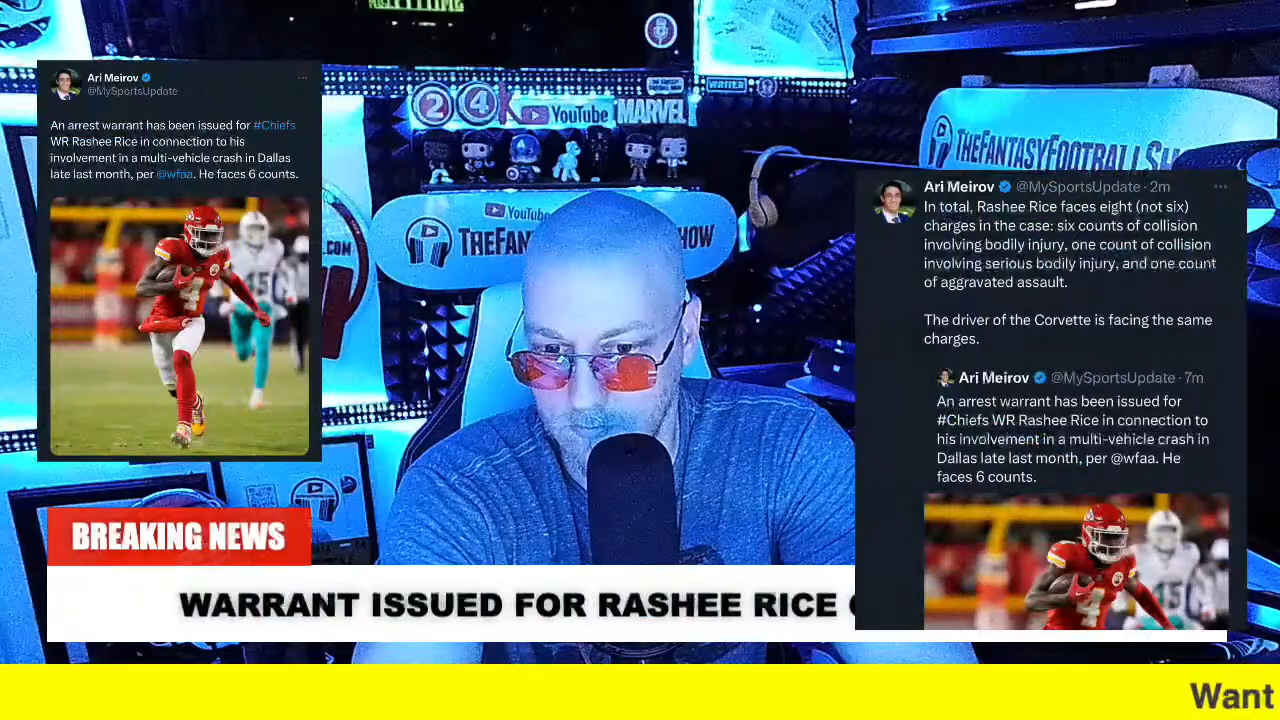 Ari Meirov
@MySportsUpdate
An arrest warrant has been issued for #Chiefs
WR Rashee Rice in connection to his
involvement in a multi-vehicle crash in Dallas
late last month, per @wfaa. He faces 6 counts.
24K
YouTube
MARVEL
WRITER
YouTube
THEFAN
HOW
.COM
THEFANTASYFOOTBALLSH
Ari Meirov @MySportsUpdate · 2m
In total, Rashee Rice faces eight (not six)
charges in the case: six counts of collision
involving bodily injury, one count of collision
involving serious bodily injury, and one count
of aggravated assault.
The driver of the Corvette is facing the same
charges.
Ari Meirov @MySportsUpdate · 7m
An arrest warrant has been issued for
#Chiefs WR Rashee Rice in connection to
his involvement in a multi-vehicle crash in
Dallas late last month, per @wfaa. He
faces 6 counts.
BREAKING NEWS
WARRANT ISSUED FOR RASHEE RICE
Want